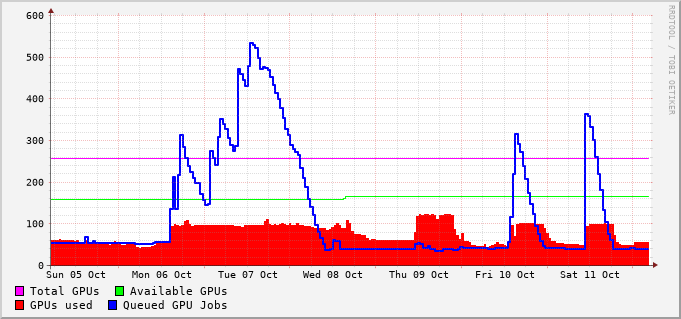 600
500
400
300
200
100
0
Sun 05 Oct Mon 06 Oct Tue 07 Oct Wed 08 Oct Thu 09 Oct Fri 10 Oct Sat 11 Oct
Total GPUs Available GPUs
GPUs used Queued GPU Jobs
RRDTOOL / TOBI OETIKER